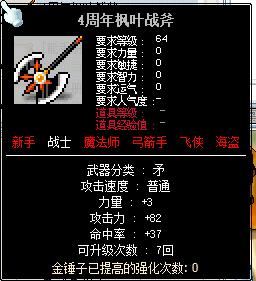 4周年枫叶战斧
要求等级： 64
要求力量： 0
要求敏捷： 0
要求智力： 0
要求运气： 0
要求人气度： -
道具等级： -
道具经验值： -
新手 战士 魔法师 弓箭手 飞侠 海盗
武器分类 : 矛
攻击速度 : 普通
力量 : +3
攻击力 : +82
命中率 : +37
可升级次数 : 7回
金锤子已提高的强化次数: 0